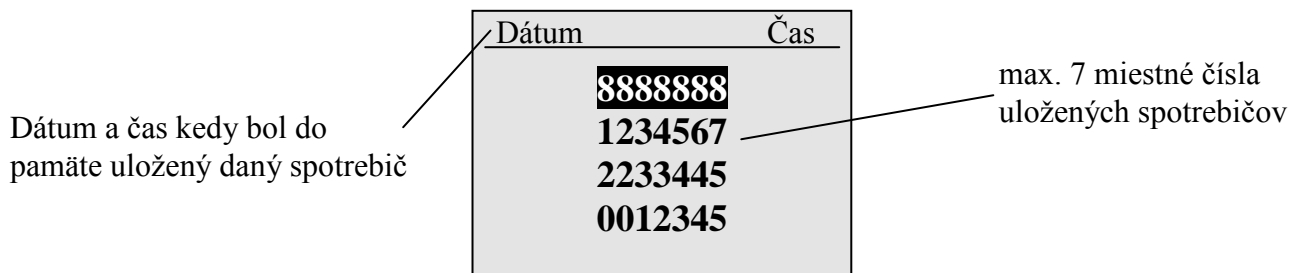 Dátum Čas
8888888
1234567
2233445
0012345
Dátum a čas kedy bol do
pamäte uložený daný spotrebič
max. 7 miestné čísla
uložených spotrebičov